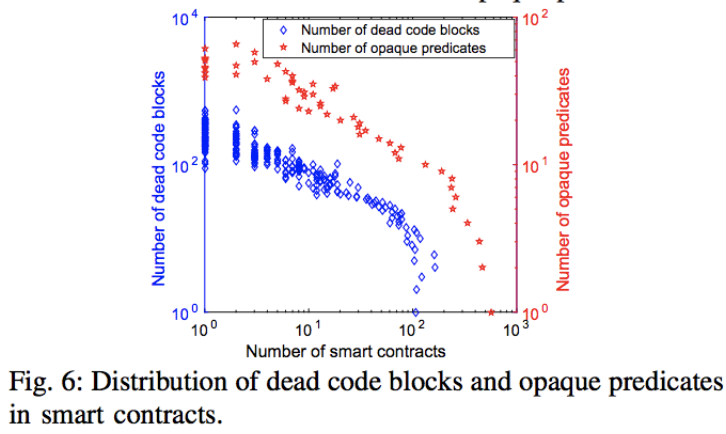 10^4
10^2
Number of dead code blocks
Number of opaque predicates
Number of dead code blocks
Number of opaque predicates
10^2
10^1
10^0
10^0
10^0
10^1
10^2
10^3
Number of smart contracts
Fig. 6: Distribution of dead code blocks and opaque predicates
in smart contracts.